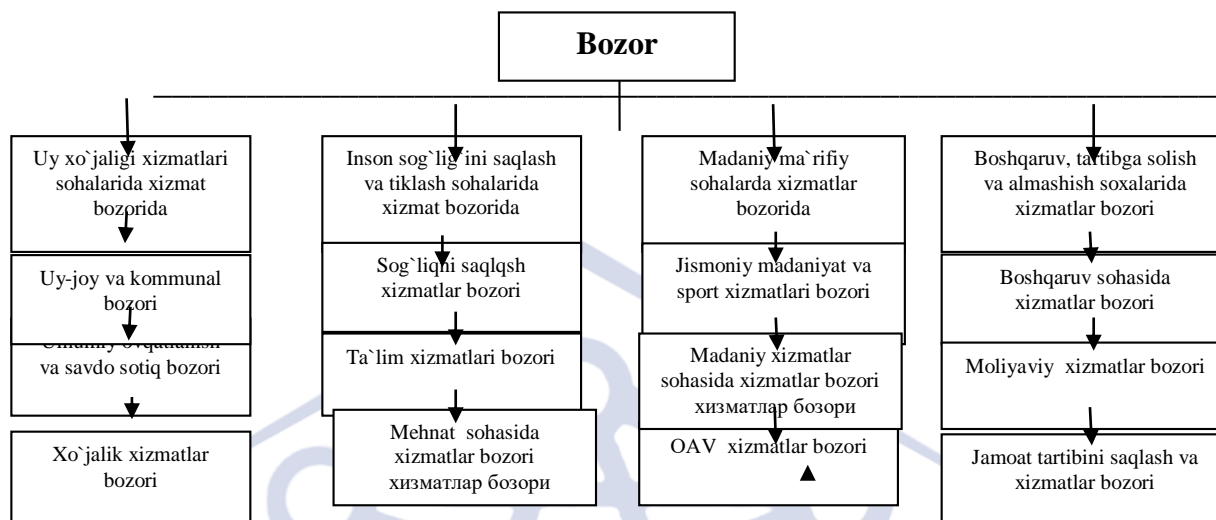 Bozor
Uy xo`jaligi xizmatlari
sohalarida xizmat
bozorida
Uy-joy va kommunal
bozori
Umumiy ovqatlanish
va savdo sotiq bozori
Xo`jalik xizmatlar
bozori
Inson sog`lig`ini saqlash
va tiklash sohalarida
xizmat bozorida
Sog`liqni saqlqsh
xizmatlar bozori
Ta`lim xizmatlari bozori
Mehnat sohasida
xizmatlar bozori
хизматлар бозори
Madaniy ma`rifiy
sohalarda xizmatlar
bozorida
Jismoniy madaniyat va
sport xizmatlari bozori
Madaniy xizmatlar
sohasida xizmatlar bozori
хизматлар бозори
OAV xizmatlar bozori
Boshqaruv, tartibga solish
va almashish soxalarida
xizmatlar bozori
Boshqaruv sohasida
xizmatlar bozori
Moliyaviy xizmatlar bozori
Jamoat tartibini saqlash va
xizmatlar bozori